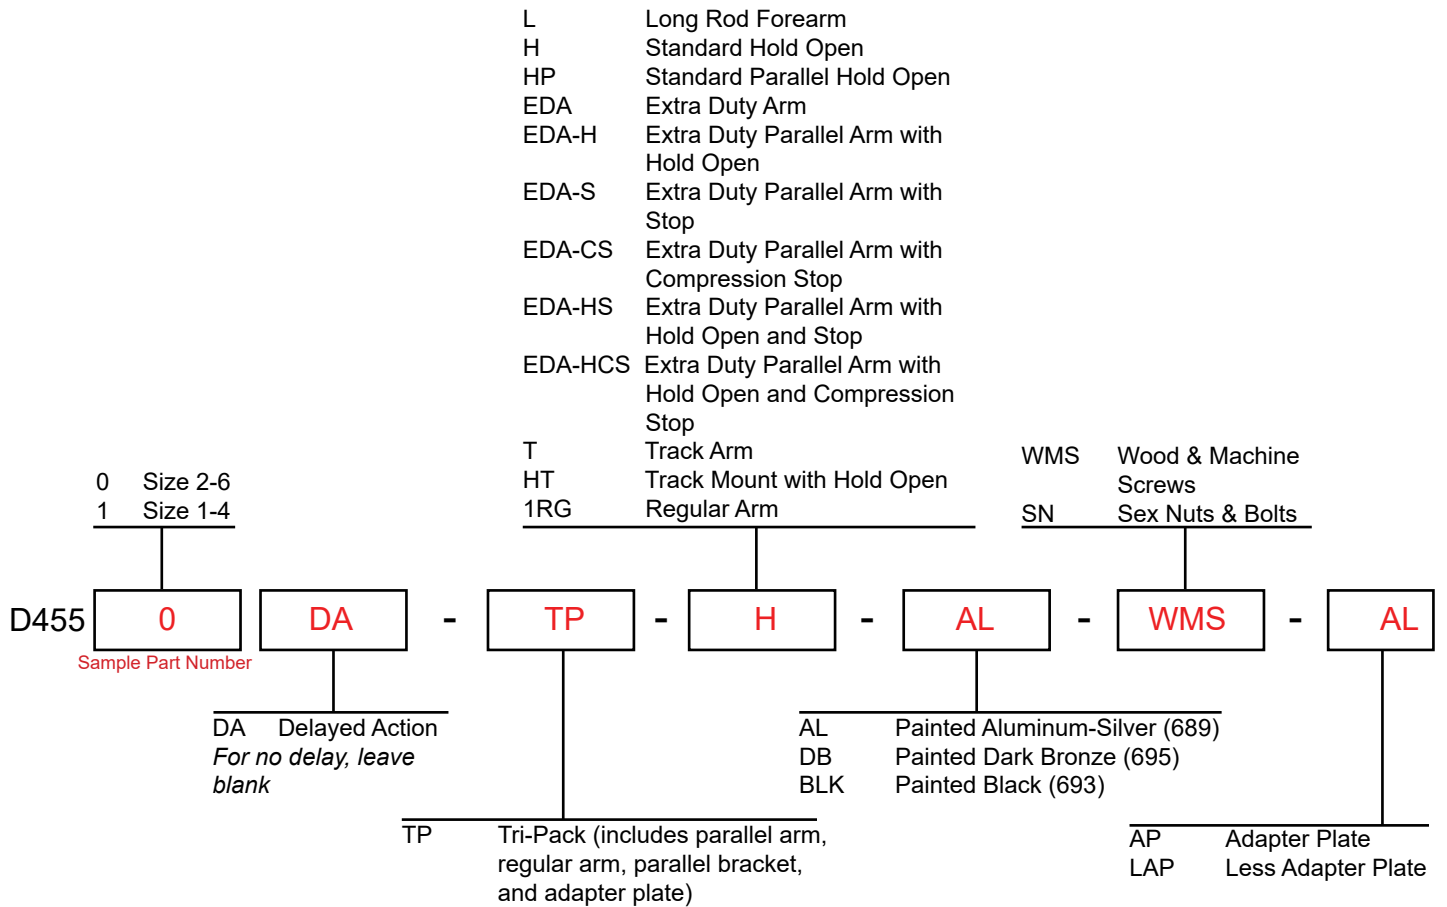 L Long Rod Forearm
H Standard Hold Open
HP Standard Parallel Hold Open
EDA Extra Duty Arm
EDA-H Extra Duty Parallel Arm with
Hold Open
EDA-S Extra Duty Parallel Arm with
Stop
EDA-CS Extra Duty Parallel Arm with
Compression Stop
EDA-HS Extra Duty Parallel Arm with
Hold Open and Stop
EDA-HCS Extra Duty Parallel Arm with
Hold Open and Compression
Stop
T Track Arm
HT Track Mount with Hold Open
1RG Regular Arm
0 Size 2-6
1 Size 1-4
WMS Wood & Machine
Screws
SN Sex Nuts & Bolts
D455 0 DA - TP - H - AL - WMS - AL
Sample Part Number
DA Delayed Action
For no delay, leave
blank
TP Tri-Pack (includes parallel arm,
regular arm, parallel bracket,
and adapter plate)
AL Painted Aluminum-Silver (689)
DB Painted Dark Bronze (695)
BLK Painted Black (693)
AP Adapter Plate
LAP Less Adapter Plate